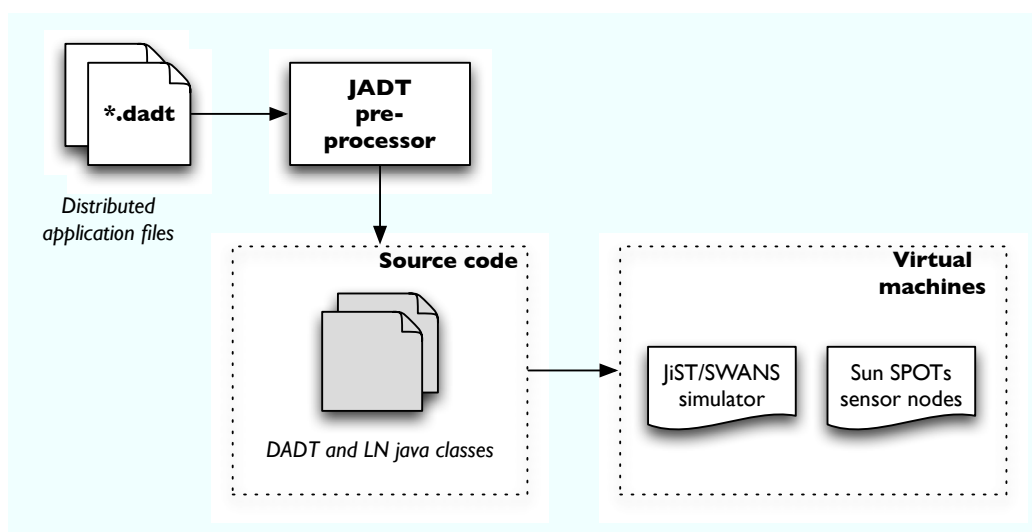 *.dadt
JADT
pre-
processor
Distributed
application files
Source code
DADT and LN java classes
Virtual
machines
JiST/SWANS
simulator
Sun SPOTs
sensor nodes